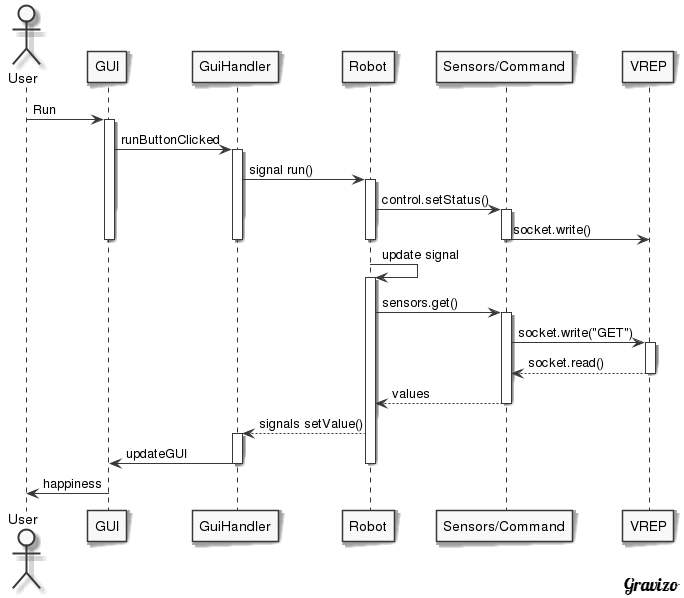 User
GUI
GuiHandler
Robot
Sensors/Command
VREP
Run
runButtonClicked
signal run()
control.setStatus()
socket.write()
update signal
sensors.get()
socket.write("GET")
socket.read()
values
signals setValue()
updateGUI
happiness
User
GUI
GuiHandler
Robot
Sensors/Command
VREP
Gravizo